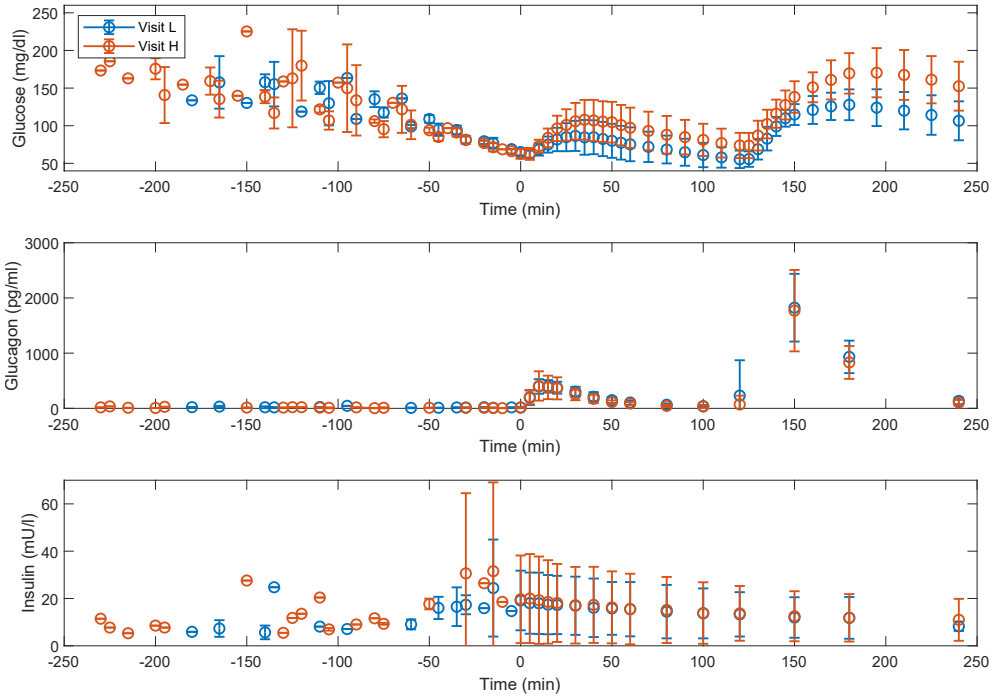 Visit L
Visit H
Glucose (mg/dl)
250
200
150
100
50
-250 -200 -150 -100 -50 0 50 100 150 200 250
Time (min)
Glucagon (pg/ml)
3000
2000
1000
0
-250 -200 -150 -100 -50 0 50 100 150 200 250
Time (min)
Insulin (mU/l)
60
40
20
0
-250 -200 -150 -100 -50 0 50 100 150 200 250
Time (min)